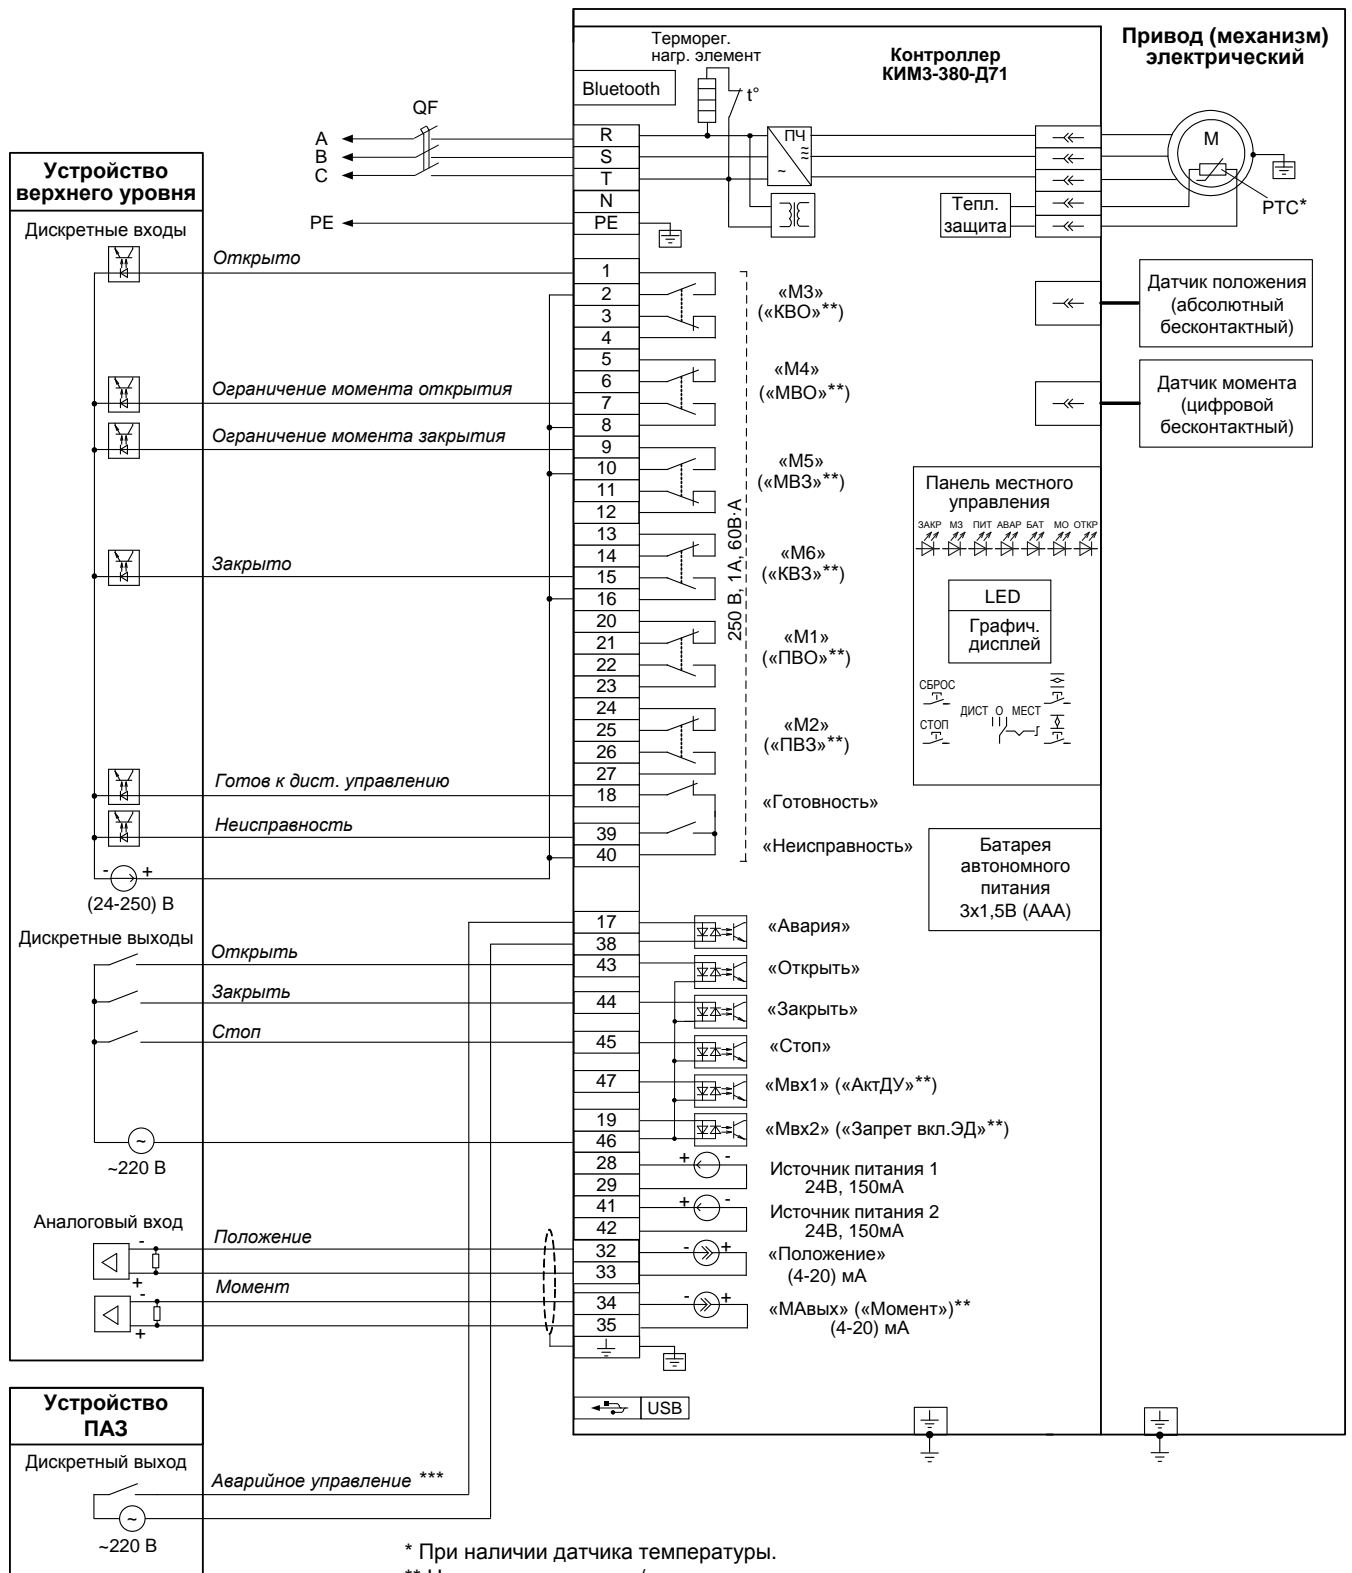 Привод (механизм)
электрический
Контроллер
КИМ3-380-Д71
Терморег.
нагр. элемент
Bluetooth
t°
QF
A
B
C
PE
R
S
T
N
PE
ПЧ
≈
~
M
Тепл.
защита
PTC*
Устройство
верхнего уровня
Дискретные входы
Открыто
Ограничение момента открытия
Ограничение момента закрытия
Закрыто
Готов к дист. управлению
Неисправность
- +
(24-250) В
Дискретные выходы
Открыть
Закрыть
Стоп
~
~220 В
Аналоговый вход
Положение
-
+
Момент
-
+
1
2
3
4
5
6
7
8
9
10
11
12
13
14
15
16
20
21
22
23
24
25
26
27
18
39
40
17
38
43
44
45
47
19
46
28
29
41
42
32
33
34
35
«М3»
(«КВО»**)
«М4»
(«МВО»**)
«М5»
(«МВЗ»**)
«М6»
(«КВЗ»**)
«М1»
(«ПВО»**)
«М2»
(«ПВЗ»**)
250 В, 1А, 60В·А
«Готовность»
«Неисправность»
«Авария»
«Открыть»
«Закрыть»
«Стоп»
«Мвх1» («АктДУ»**)
«Мвх2» («Запрет вкл.ЭД»**)
+ -
Источник питания 1
24В, 150мА
+ -
Источник питания 2
24В, 150мА
- +
«Положение»
(4-20) мА
- +
«МАвых» («Момент»)**
(4-20) мА
USB
Датчик положения
(абсолютный
бесконтактный)
Датчик момента
(цифровой
бесконтактный)
Панель местного
управления
ЗАКР МЗ ПИТ АВАР БАТ МО ОТКР
LED
Графич.
дисплей
СБРОС
СТОП
ДИСТ О МЕСТ
Батарея
автономного
питания
3x1,5В (ААА)
Устройство
ПАЗ
Дискретный выход
Аварийное управление ***
~
~220 В
* При наличии датчика температуры.